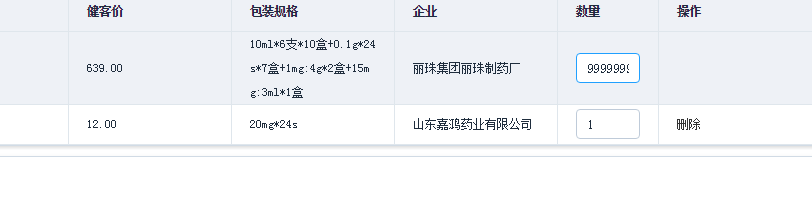 储客价 包装规格 企业 数量 操作
10ml*6支*10盒+0.1g*24
639.00 s*7盒+1mg:4g*2盒+15m 丽珠集团丽珠制药厂
g:3ml*1盒
12.00 20mg*24s 山东嘉鸿药业有限公司 1 删除